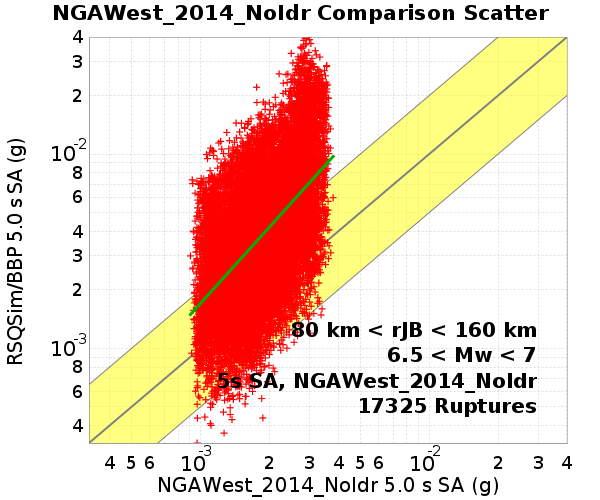 NGAWest_2014_NoIdr Comparison Scatter
RSQSim/BBP 5.0 s SA (g)
4
3
2
10-2
8
6
4
3
2
10-3
8
6
4
80 km < rJB < 160 km
6.5 < Mw < 7
5s SA, NGAWest_2014_NoIdr
17325 Ruptures
4 5 6 10-3 2 3 4 5 6 10-2 2 3 4
NGAWest_2014_NoIdr 5.0 s SA (g)